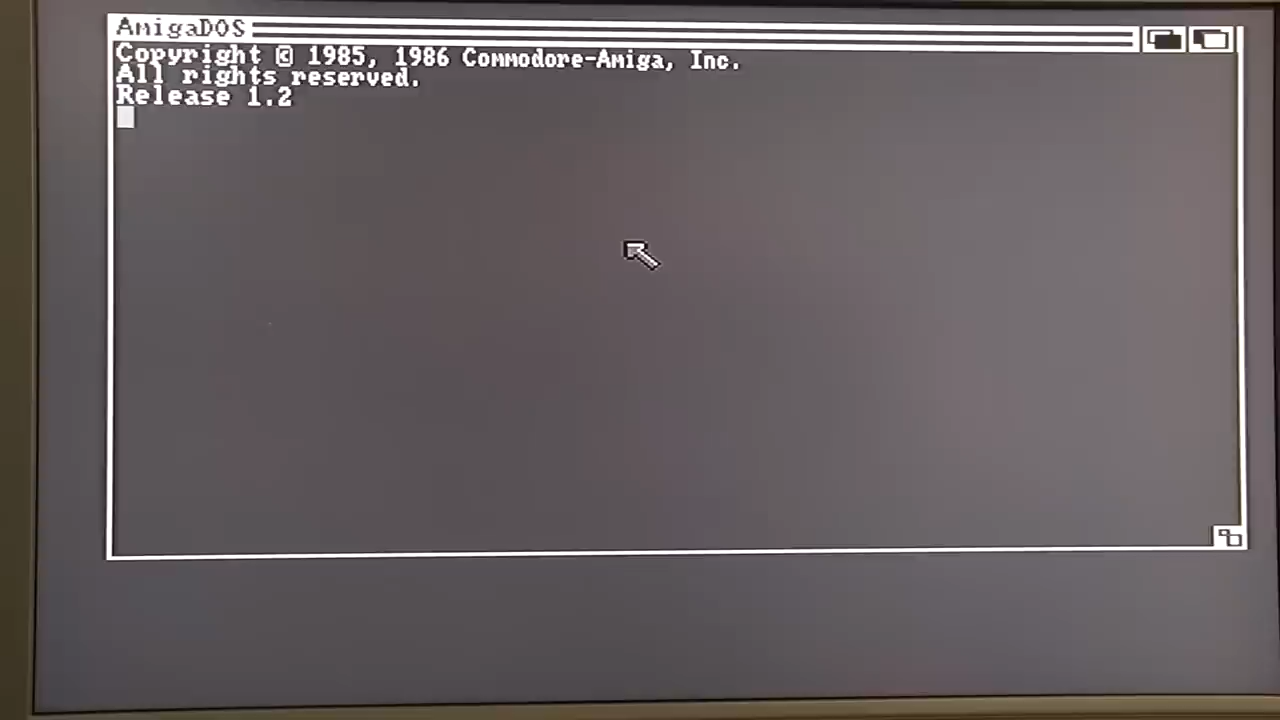 AmigaDOS
Copyright © 1985, 1986 Commodore-Amiga, Inc.
All rights reserved.
Release 1.2